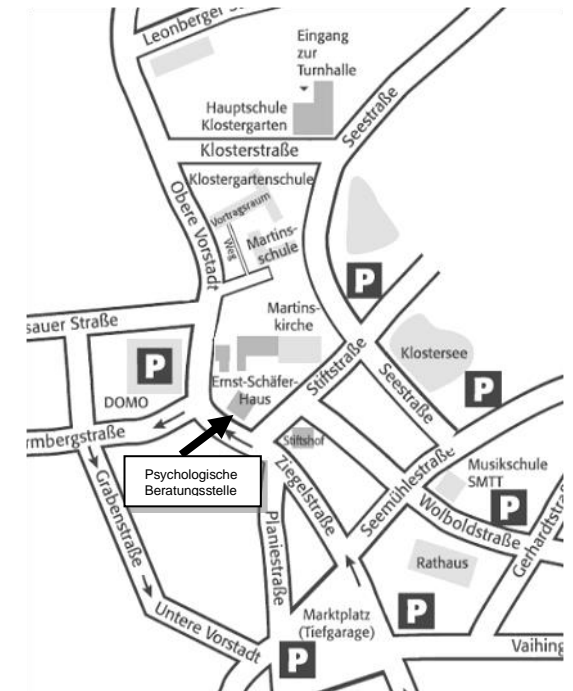 Leonberger S
Eingang
zur
Turnhalle
Hauptschule
Klostergarten
Seestraße
Klosterstraße
Klostergartenschule
Obere Vorstadt
Vortragsraum
Weg
Martins-
schule
P
sauer Straße
Martins-
kirche
P
DOMO
Ernst-Schäfer-
Haus
Stiftstraße
Seestraße
Klostersee
P
rmbergstraße
Stiftshof
Psychologische
Beratungsstelle
Ziegelstraße
Seemühlestraße
Musikschule
SMTT
P
Grabenstraße
Planiestraße
Wolboldstraße
Gerhardtstra
Rathaus
Untere Vorstadt
Marktplatz
(Tiefgarage)
P
P
Vaihing